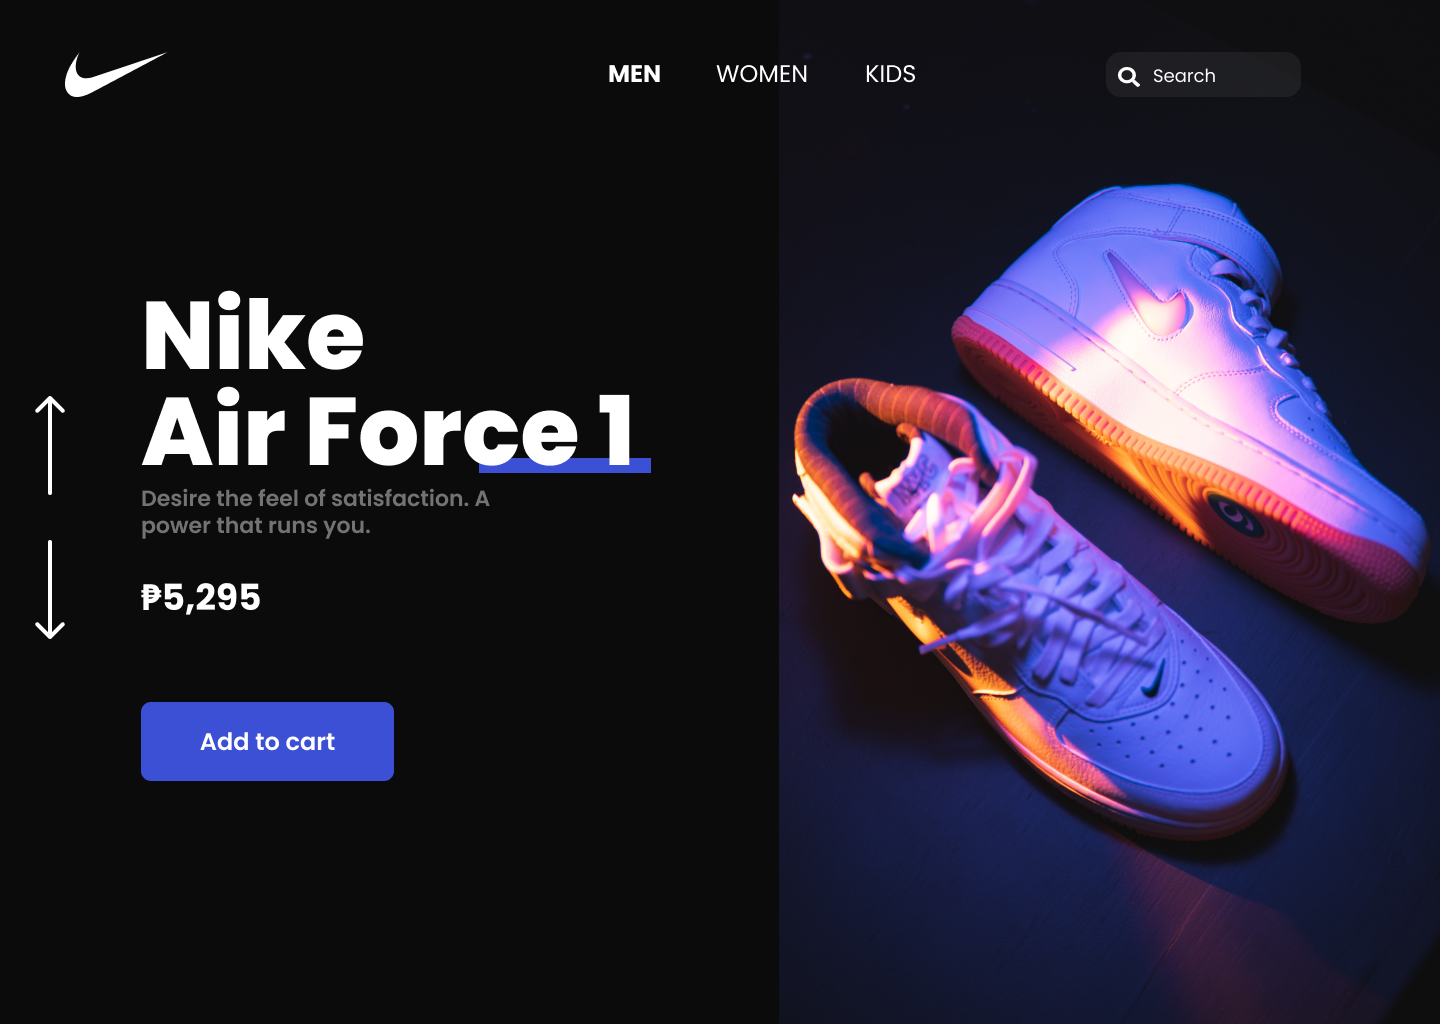 MEN WOMEN KIDS Search
Nike
Air Force 1
Desire the feel of satisfaction. A
power that runs you.
₱5,295
Add to cart